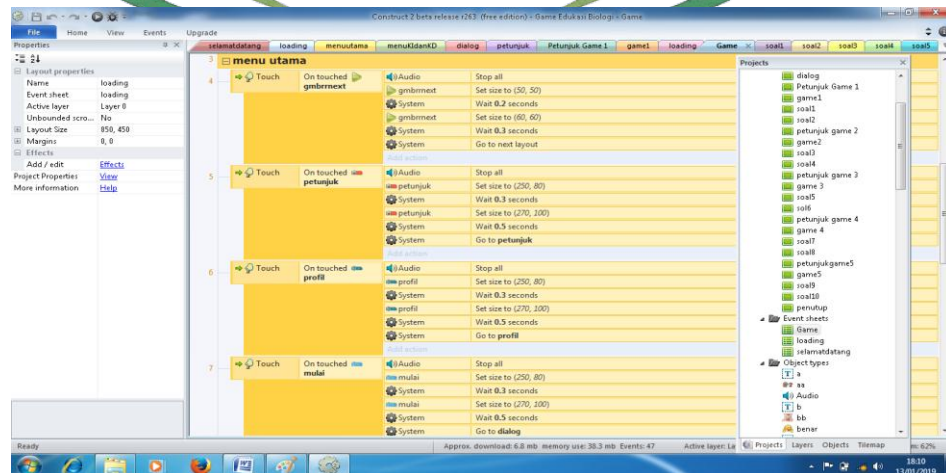 Construct 2 beta release r263 (free edition) - Game Edukasi Biologi - Game
File Home View Events Upgrade
Properties
Layout properties
Name loading
Event sheet loading
Active layer Layer 0
Unbounded scro... No
Layout Size 850, 450
Margins 0, 0
Effects
Add / edit Effects
Project Properties View
More information Help
selamatdatang loading menuutama menuKIdanKD dialog petunjuk Petunjuk Game 1 game1 loading Game soal1 soal2 soal3 soal4 soal5
3 menu utama
4 Touch On touched gmbrnext
Audio Stop all
gmbrnext Set size to (50, 50)
System Wait 0.2 seconds
gmbrnext Set size to (60, 60)
System Wait 0.3 seconds
System Go to next layout
Add action
5 Touch On touched petunjuk
Audio Stop all
petunjuk Set size to (250, 80)
System Wait 0.3 seconds
petunjuk Set size to (270, 100)
System Wait 0.5 seconds
System Go to petunjuk
Add action
6 Touch On touched profil
Audio Stop all
profil Set size to (250, 80)
System Wait 0.3 seconds
profil Set size to (270, 100)
System Wait 0.5 seconds
System Go to profil
Add action
7 Touch On touched mulai
Audio Stop all
mulai Set size to (250, 80)
System Wait 0.3 seconds
mulai Set size to (270, 100)
System Wait 0.5 seconds
System Go to dialog
Projects
dialog
Petunjuk Game 1
game1
soal1
soal2
petunjuk game 2
game2
soal3
soal4
petunjuk game 3
game 3
soal5
sol6
petunjuk game 4
game 4
soal7
soal8
petunjukgame5
game5
soal9
soal10
penutup
Event sheets
Game
loading
selamatdatang
Object types
a
aa
Audio
b
bb
benar
Projects Layers Objects Tilemap
Ready
Approx. download: 6.8 mb memory use: 38.3 mb Events: 47 Active layer: La
m: 62%
18:10
13/01/2019